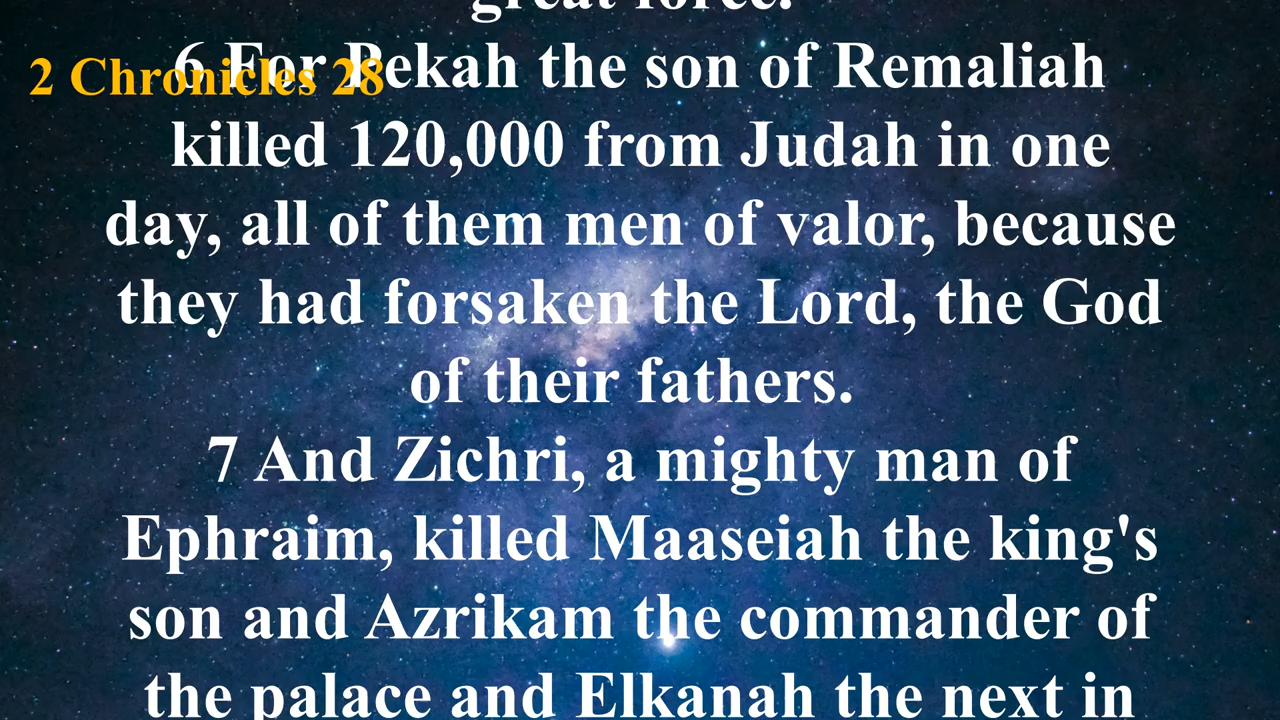 great force.
2 Chronicles 28
6 For Pekah the son of Remaliah
killed 120,000 from Judah in one
day, all of them men of valor, because
they had forsaken the Lord, the God
of their fathers.
7 And Zichri, a mighty man of
Ephraim, killed Maaseiah the king's
son and Azrikam the commander of
the palace and Elkanah the next in